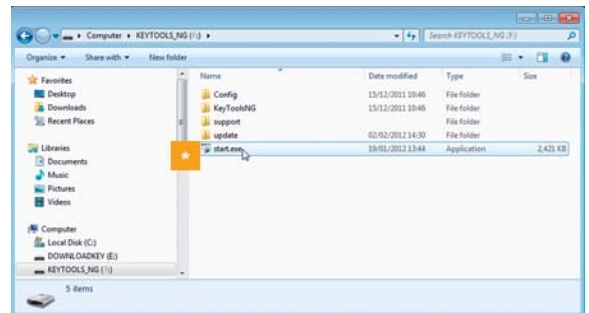 Computer ▸ KEYTOOLS_NG (F:) ▸
Search KEYTOOLS_NG (F:)
Organize Share with New folder
Name Date modified Type Size
Favorites
Desktop
Downloads
Recent Places
Libraries
Documents
Music
Pictures
Videos
Computer
Local Disk (C:)
DOWNLOADKEY (E:)
KEYTOOLS_NG (F:)
Config 15/12/2011 10:46 File folder
KeyToolsNG 15/12/2011 10:46 File folder
support File folder
update 02/02/2012 14:30 File folder
start.exe 19/01/2012 13:44 Application 2,421 KB
5 items